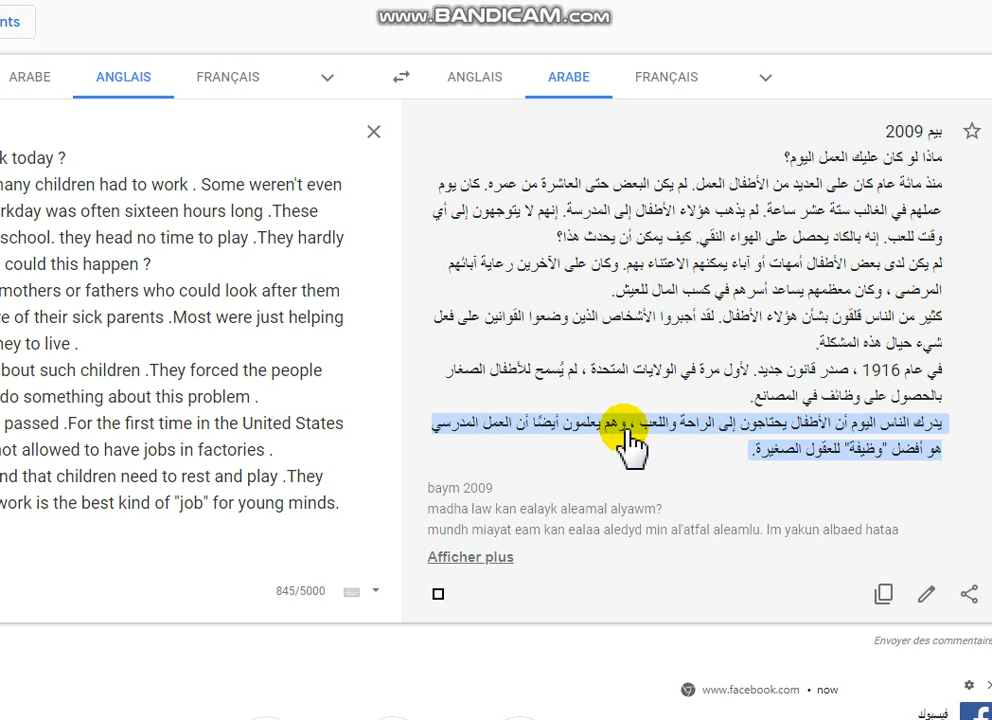 www.BANDICAM.com
nts
ARABE
ANGLAIS
FRANÇAIS
ANGLAIS
ARABE
FRANÇAIS
k today ?
many children had to work . Some weren't even
rkday was often sixteen hours long .These
school. they head no time to play .They hardly
could this happen ?
mothers or fathers who could look after them
e of their sick parents .Most were just helping
ney to live .
about such children .They forced the people
do something about this problem .
passed .For the first time in the United States
not allowed to have jobs in factories .
nd that children need to rest and play .They
work is the best kind of "job" for young minds.
845/5000
بيم 2009
ماذا لو كان عليك العمل اليوم؟
منذ مائة عام كان على العديد من الأطفال العمل. لم يكن البعض حتى العاشرة من عمره. كان يوم
عملهم في الغالب ستة عشر ساعة. لم يذهب هؤلاء الأطفال إلى المدرسة. إنهم لا يتوجهون إلى أي
وقت للعب. إنه بالكاد يحصل على الهواء النقي. كيف يمكن أن يحدث هذا؟
لم يكن لدى بعض الأطفال أمهات أو آباء يمكنهم الاعتناء بهم. وكان على الآخرين رعاية آبائهم
المرضى ، وكان معظمهم يساعد أسرهم في كسب المال للعيش.
كثير من الناس قلقون بشأن هؤلاء الأطفال. لقد أجبروا الأشخاص الذين وضعوا القوانين على فعل
شيء حيال هذه المشكلة.
في عام 1916 ، صدر قانون جديد. لأول مرة في الولايات المتحدة ، لم يُسمح للأطفال الصغار
بالحصول على وظائف في المصانع.
يدرك الناس اليوم أن الأطفال يحتاجون إلى الراحة واللعب ، وهم يعلمون أيضًا أن العمل المدرسي
هو أفضل "وظيفة" للعقول الصغيرة.
baym 2009
madha law kan ealayk aleamal alyawm?
mundh miayat eam kan ealaa aledyd min al'atfal aleamlu. lm yakun albaed hataa
Afficher plus
Envoyer des commentaire
www.facebook.com • now
فيسبوك